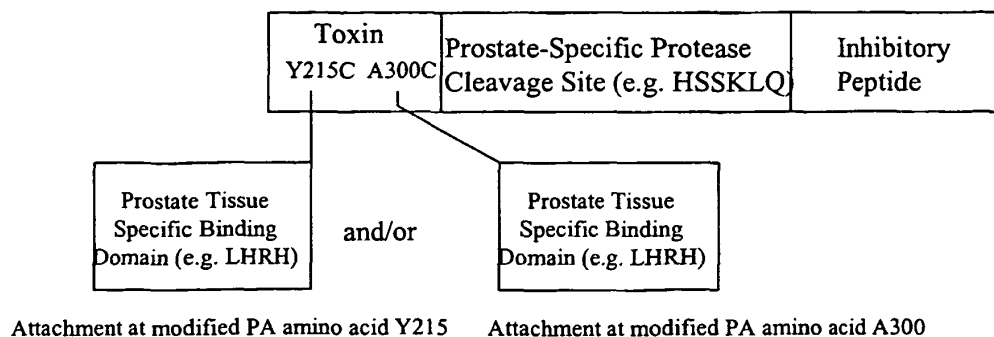 Toxin
Y215C A300C
Prostate-Specific Protease
Cleavage Site (e.g. HSSKLQ)
Inhibitory
Peptide
Prostate Tissue
Specific Binding
Domain (e.g. LHRH)
and/or
Prostate Tissue
Specific Binding
Domain (e.g. LHRH)
Attachment at modified PA amino acid Y215
Attachment at modified PA amino acid A300